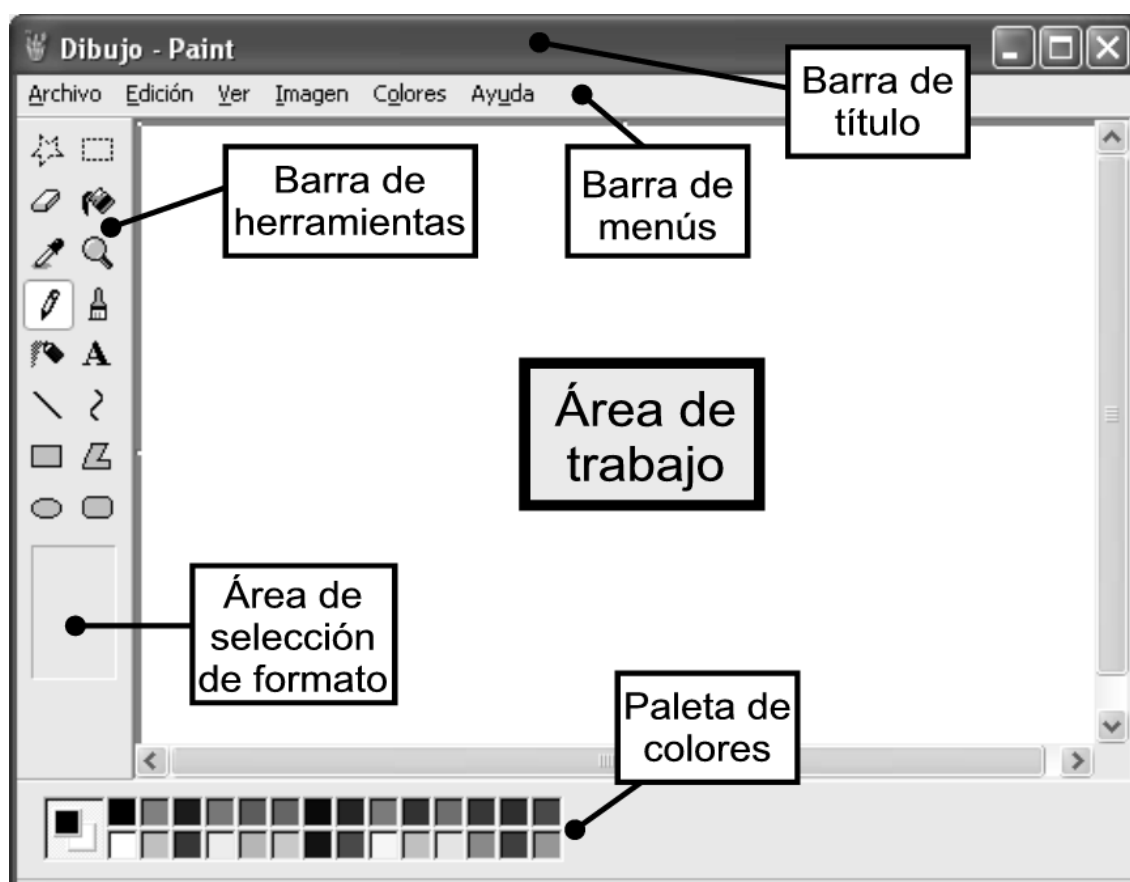 Dibujo - Paint
Archivo Edición Ver Imagen Colores Ayuda
Barra de
título
Barra de
herramientas
Barra de
menús
A
Área de
trabajo
Área de
selección
de formato
Paleta de
colores